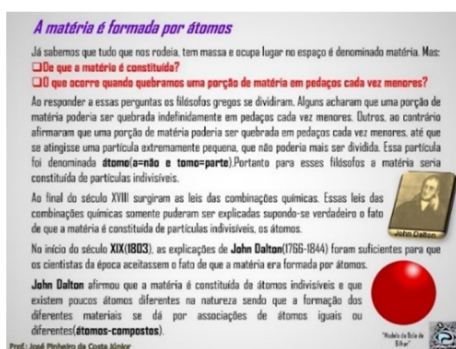 A matéria é formada por átomos
Já sabemos que tudo que nos rodeia, tem massa e ocupa lugar no espaço é denominado matéria. Mas:
❑De que a matéria é constituída?
❑O que ocorre quando quebramos uma porção de matéria em pedaços cada vez menores?
Ao responder a essas perguntas os filósofos gregos se dividiram. Alguns acharam que uma porção de
matéria poderia ser quebrada indefinidamente em pedaços cada vez menores. Outros, ao contrário
afirmaram que uma porção de matéria poderia ser quebrada em pedaços cada vez menores, até que
se atingisse uma partícula extremamente pequena, que não poderia mais ser dividida. Essa partícula
foi denominada átomo(a=não e tomo=parte).Portanto para esses filósofos a matéria seria
constituída de partículas indivisíveis.
Ao final do século XVIII surgiram as leis das combinações químicas. Essas leis das
combinações químicas somente puderam ser explicadas supondo-se verdadeiro o fato
de que a matéria é constituída de partículas indivisíveis, os átomos.
John Dalton
No início do século XIX(1803), as explicações de John Dalton(1766-1844) foram suficientes para que
os cientistas da época aceitassem o fato de que a matéria era formada por átomos.
John Dalton afirmou que a matéria é constituída de átomos indivisíveis e que
existem poucos átomos diferentes na natureza sendo que a formação dos
diferentes materiais se dá por associações de átomos iguais ou
diferentes(átomos-compostos).
"Modelo da Bola de
Bilhar"
Prof.: José Pinheiro da Costa Júnior